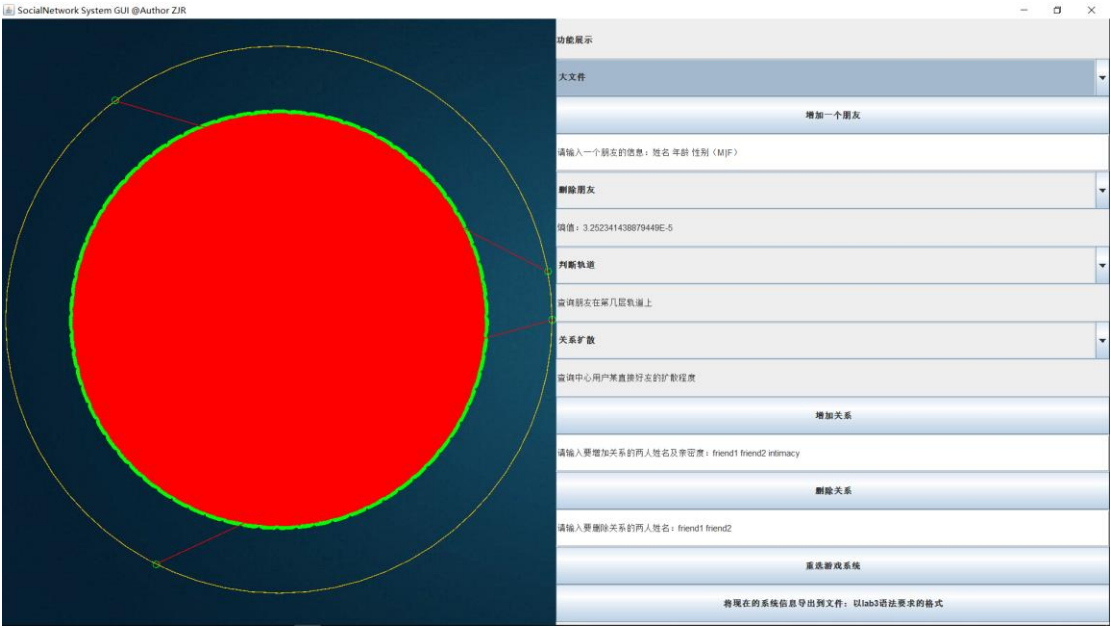 SocialNetwork System GUI @Author ZJR
功能展示
大文件
增加一个朋友
请输入一个朋友的信息：姓名 年龄 性别（M|F）
删除朋友
熵值：3.252341438879449E-5
判断轨道
查询朋友在第几层轨道上
关系扩散
查询中心用户某直接好友的扩散程度
增加关系
请输入要增加关系的两人姓名及亲密度：friend1 friend2 intimacy
删除关系
请输入要删除关系的两人姓名：friend1 friend2
重选游戏系统
将现在的系统信息导出到文件：以lab3语法要求的格式